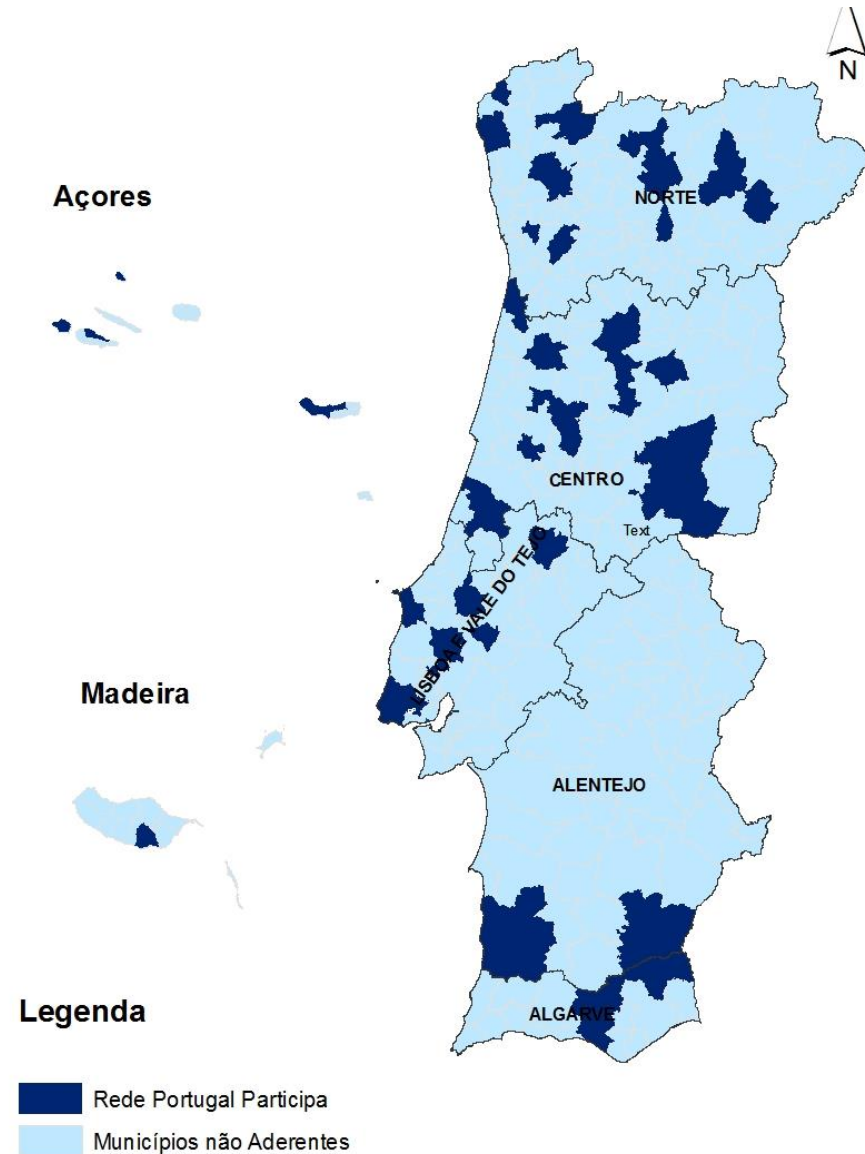 N
Açores
NORTE
CENTRO
Text
LISBOA E VALE DO TEJO
Madeira
ALENTEJO
ALGARVE
Legenda
Rede Portugal Participa
Municípios não Aderentes